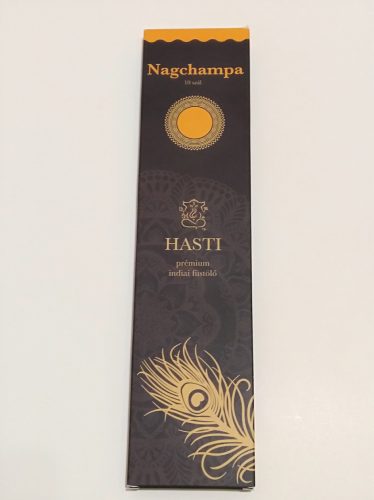 Nagchampa
10 szál
HASTI
prémium
indiai füstölő